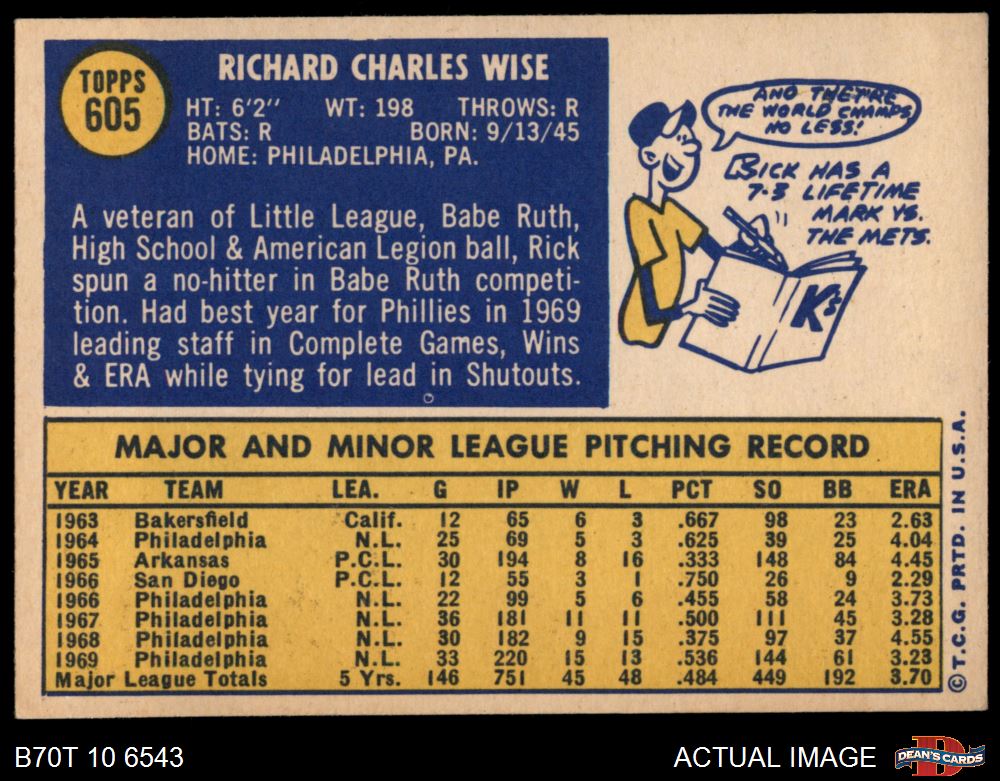 TOPPS
605
RICHARD CHARLES WISE
HT: 6'2" WT: 198 THROWS: R
BATS: R BORN: 9/13/45
HOME: PHILADELPHIA, PA.
A veteran of Little League, Babe Ruth,
High School & American Legion ball, Rick
spun a no-hitter in Babe Ruth competi-
tion. Had best year for Phillies in 1969
leading staff in Complete Games, Wins
& ERA while tying for lead in Shutouts.
AND THEY'RE
THE WORLD CHAMPS,
NO LESS!
RICK HAS A
7-3 LIFETIME
MARK VS.
THE METS.
K's
MAJOR AND MINOR LEAGUE PITCHING RECORD
YEAR TEAM LEA. G IP W L PCT SO BB ERA
1963 Bakersfield Calif. 12 65 6 3 .667 98 23 2.63
1964 Philadelphia N.L. 25 69 5 3 .625 39 25 4.04
1965 Arkansas P.C.L. 30 194 8 16 .333 148 84 4.45
1966 San Diego P.C.L. 12 55 3 1 .750 26 9 2.29
1966 Philadelphia N.L. 22 99 5 6 .455 58 24 3.73
1967 Philadelphia N.L. 36 181 11 11 .500 111 45 3.28
1968 Philadelphia N.L. 30 182 9 15 .375 97 37 4.55
1969 Philadelphia N.L. 33 220 15 13 .536 144 61 3.23
Major League Totals 5 Yrs. 146 751 45 48 .484 449 192 3.70
© T.C.G. PRTD. IN U.S.A.
B70T 10 6543
ACTUAL IMAGE
D
DEAN'S CARDS